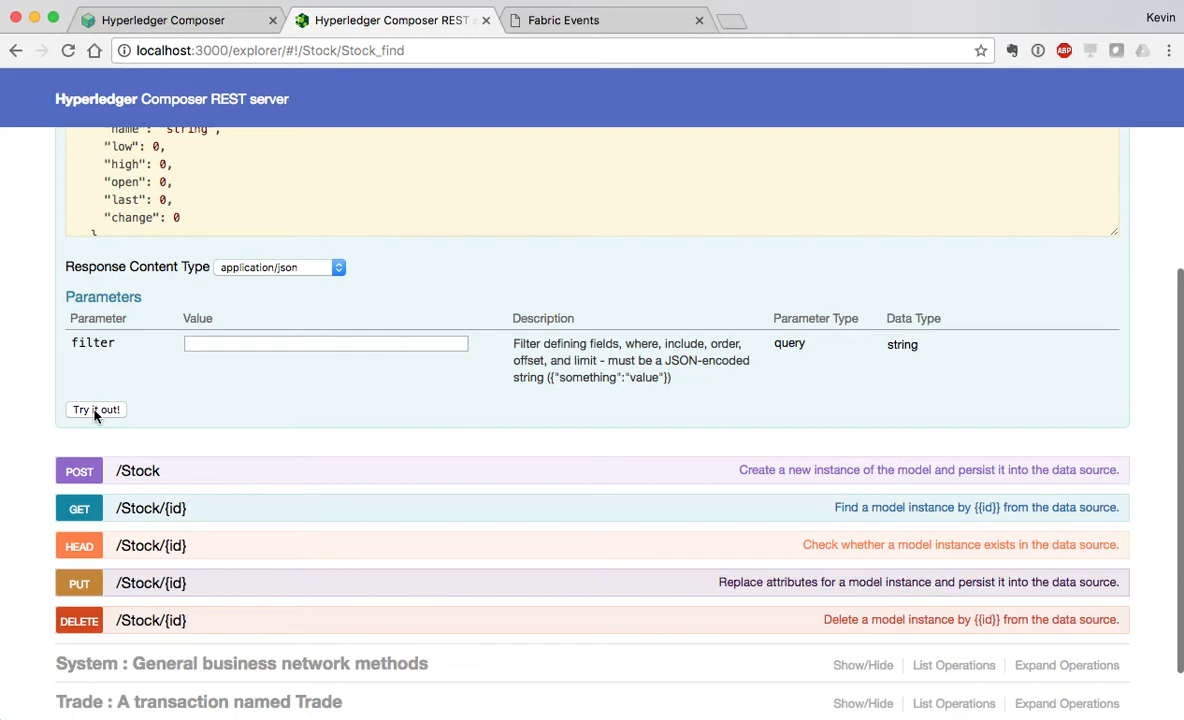 Hyperledger Composer
Hyperledger Composer REST s
Fabric Events
Kevin
localhost:3000/explorer/#!/Stock/Stock_find
ABP
Hyperledger Composer REST server
"name": "string",
"low": 0,
"high": 0,
"open": 0,
"last": 0,
"change": 0
}
Response Content Type application/json
Parameters
Parameter Value Description Parameter Type Data Type
filter Filter defining fields, where, include, order, query string
offset, and limit - must be a JSON-encoded
string ({"something":"value"})
Try it out!
POST /Stock Create a new instance of the model and persist it into the data source.
GET /Stock/{id} Find a model instance by {{id}} from the data source.
HEAD /Stock/{id} Check whether a model instance exists in the data source.
PUT /Stock/{id} Replace attributes for a model instance and persist it into the data source.
DELETE /Stock/{id} Delete a model instance by {{id}} from the data source.
System : General business network methods Show/Hide List Operations Expand Operations
Trade : A transaction named Trade Show/Hide List Operations Expand Operations